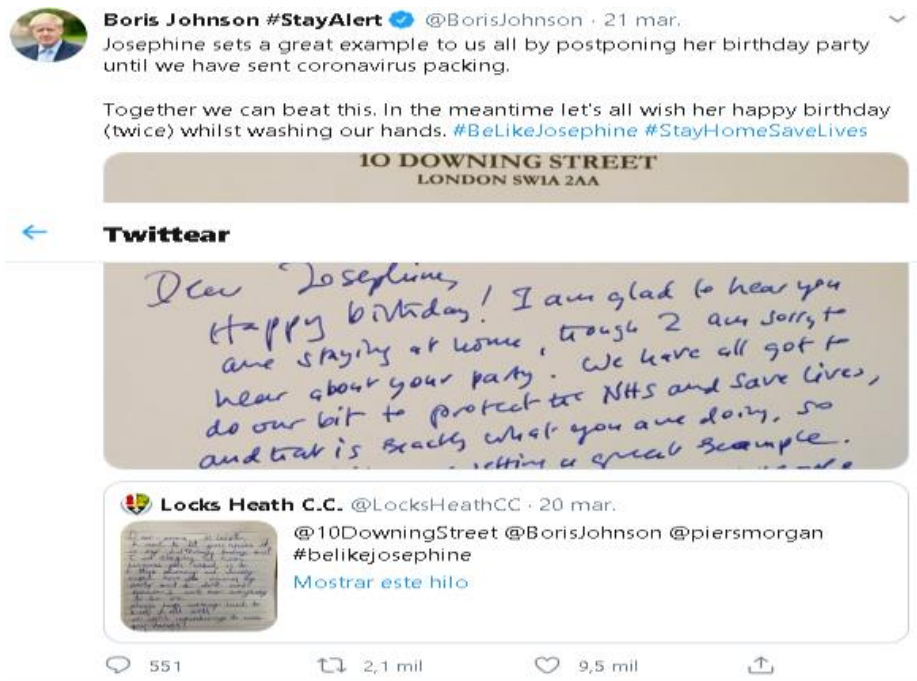 Boris Johnson #StayAlert @BorisJohnson · 21 mar.
Josephine sets a great example to us all by postponing her birthday party
until we have sent coronavirus packing.
Together we can beat this. In the meantime let's all wish her happy birthday
(twice) whilst washing our hands. #BeLikeJosephine #StayHomeSaveLives
10 DOWNING STREET
LONDON SW1A 2AA
Twittear
Dear Josephine,
Happy birthday! I am glad to hear you
are staying at home, though I am sorry to
hear about your party. We have all got to
do our bit to protect the NHS and save lives,
and that is exactly what you are doing, so
setting a great example.
Locks Heath C.C. @LocksHeathCC · 20 mar.
@10DowningStreet @BorisJohnson @piersmorgan
#belikejosephine
Mostrar este hilo
551 2,1 mil 9,5 mil